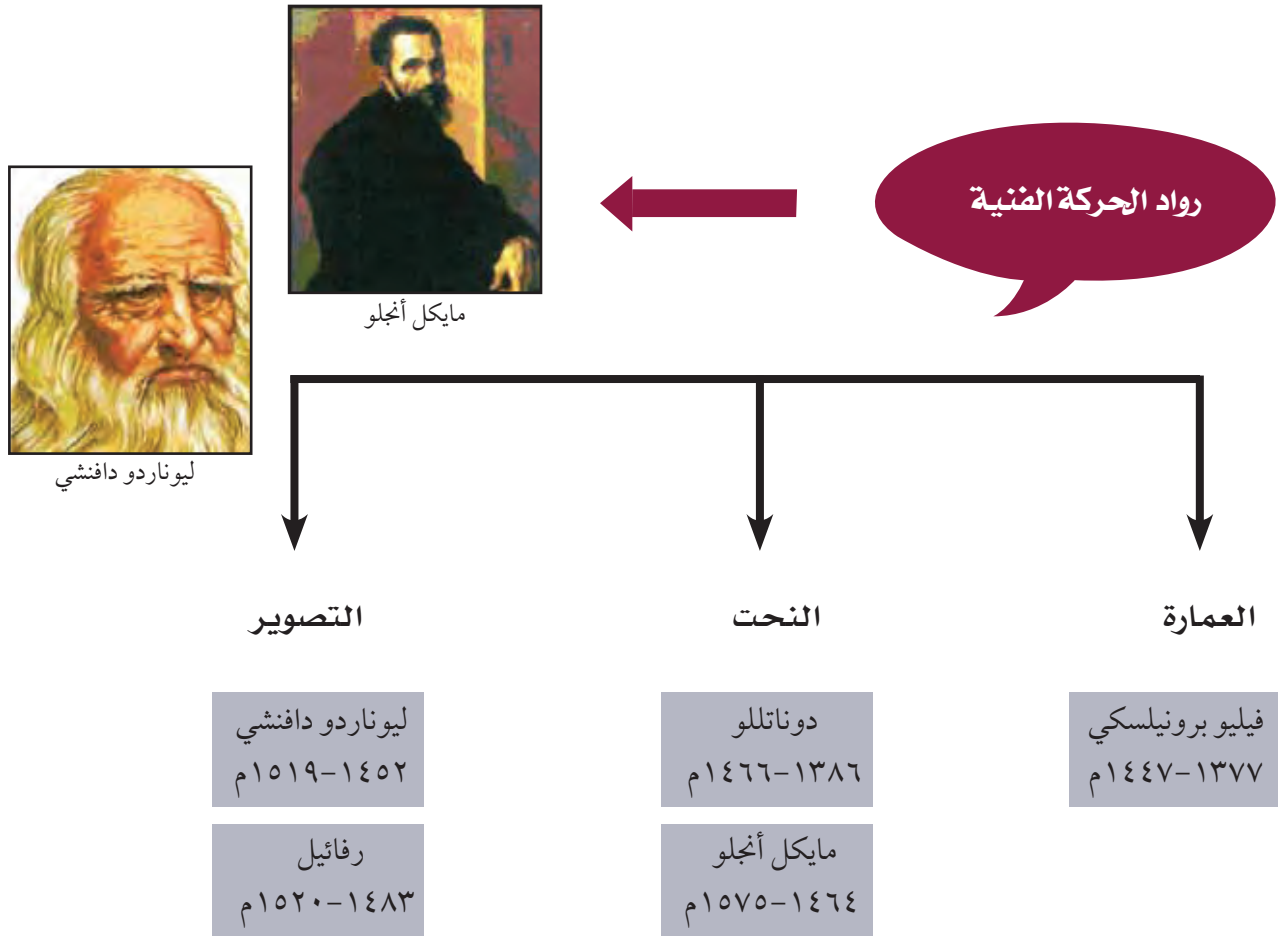 رواد الحركة الفنية
مايكل أنجلو
ليوناردو دافنشي
العمارة
فيليو برونيلسكي
١٣٧٧-١٤٤٧م
النحت
دوناتللو
١٣٨٦-١٤٦٦م
مايكل أنجلو
١٤٦٤-١٥٧٥م
التصوير
ليوناردو دافنشي
١٤٥٢-١٥١٩م
رفائيل
١٤٨٣-١٥٢٠م